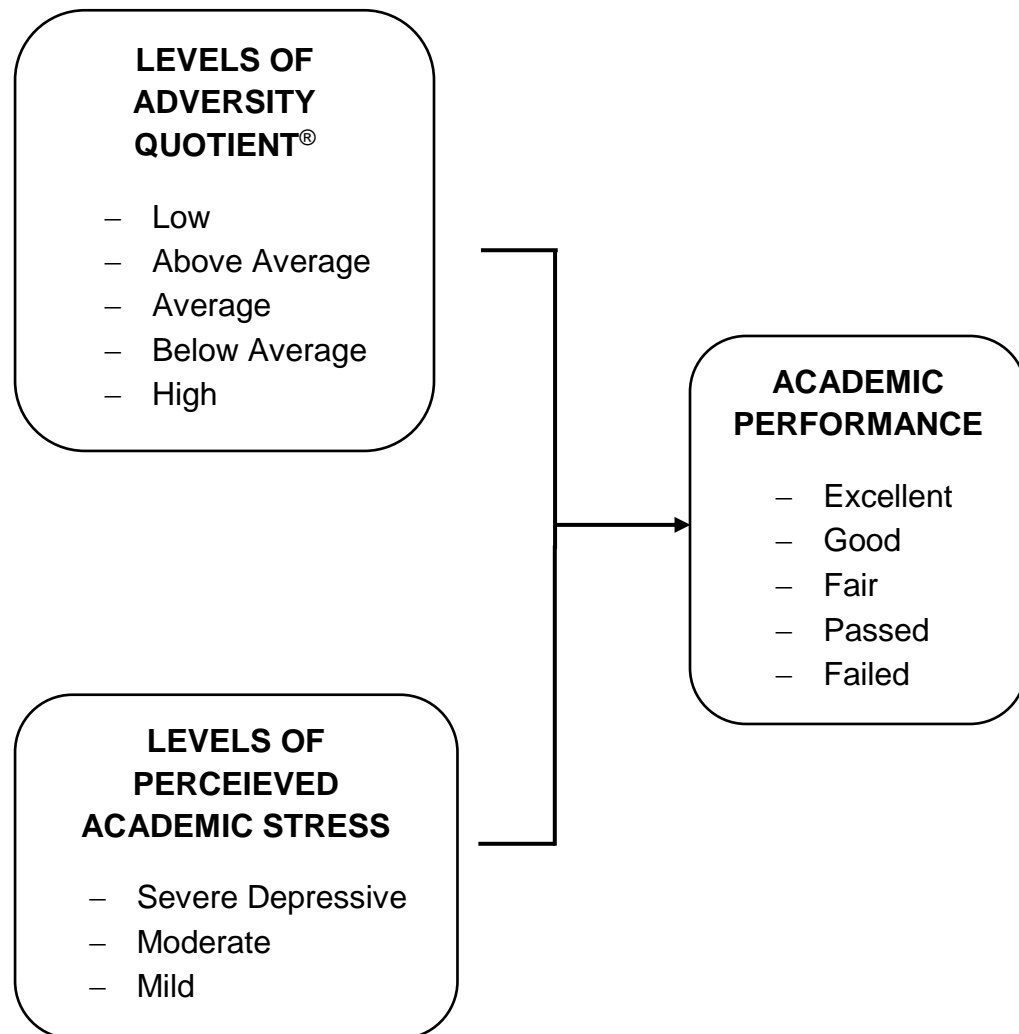 LEVELS OF
ADVERSITY
QUOTIENT®
– Low
– Above Average
– Average
– Below Average
– High
ACADEMIC
PERFORMANCE
– Excellent
– Good
– Fair
– Passed
– Failed
LEVELS OF
PERCEIEVED
ACADEMIC STRESS
– Severe Depressive
– Moderate
– Mild